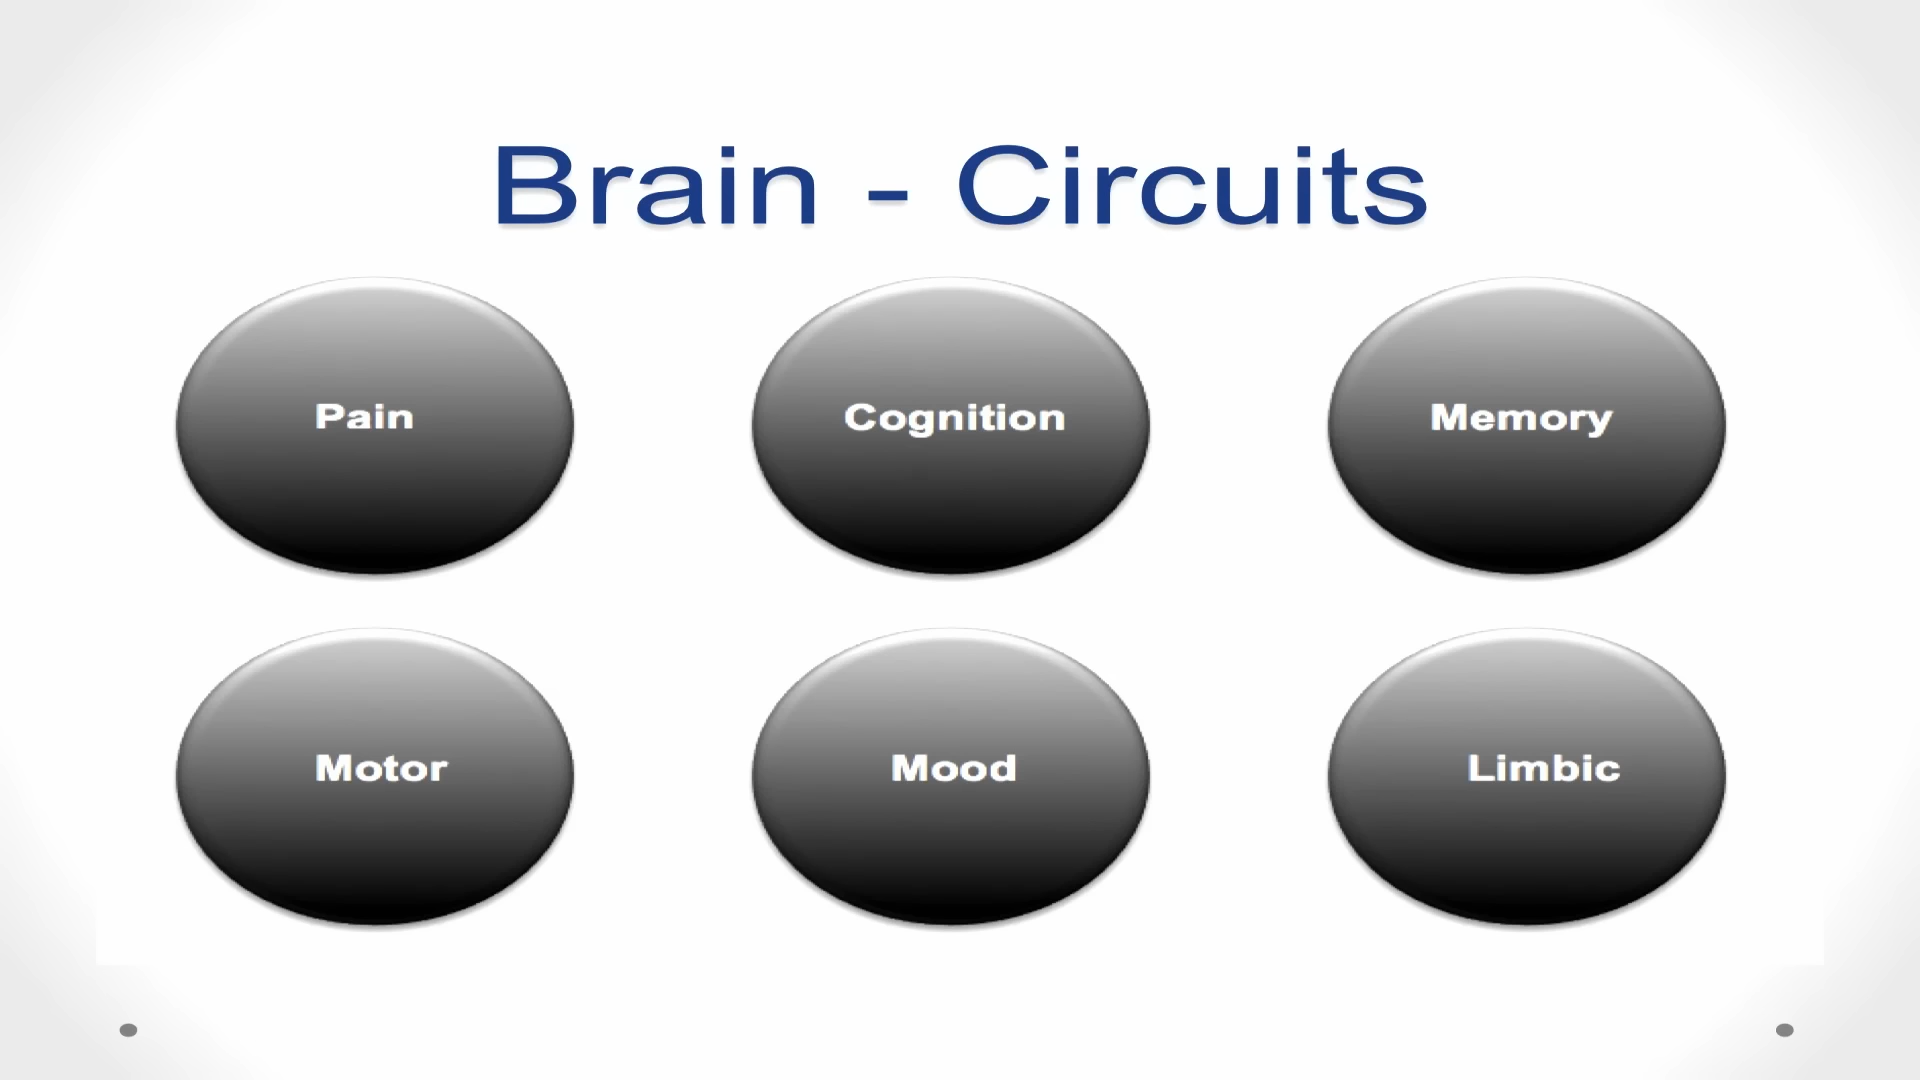 Brain - Circuits
Pain
Cognition
Memory
Motor
Mood
Limbic